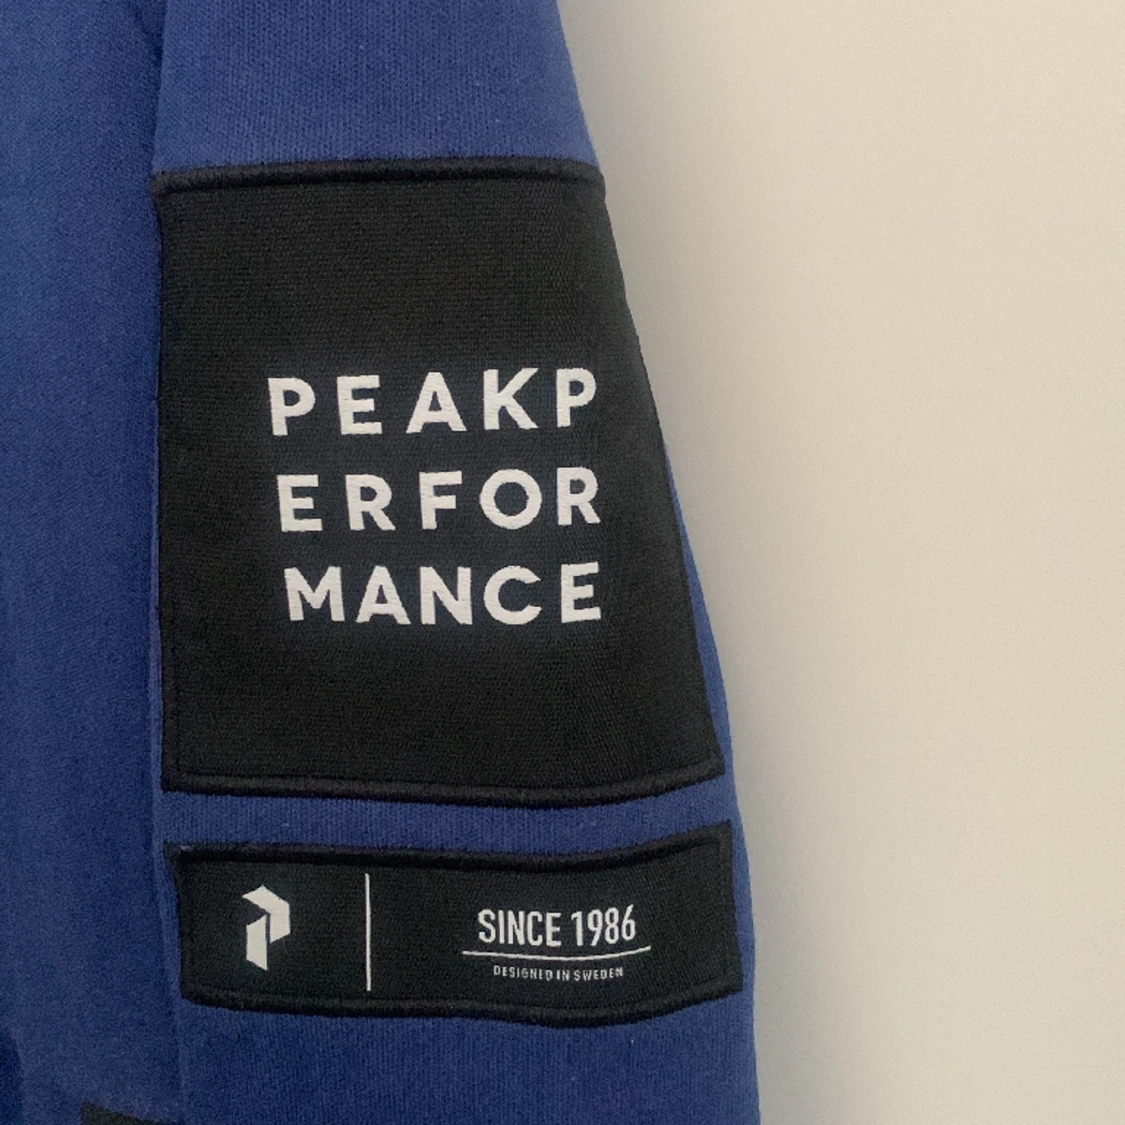 PEAKP
ERFOR
MANCE
SINCE 1986
DESIGNED IN SWEDEN